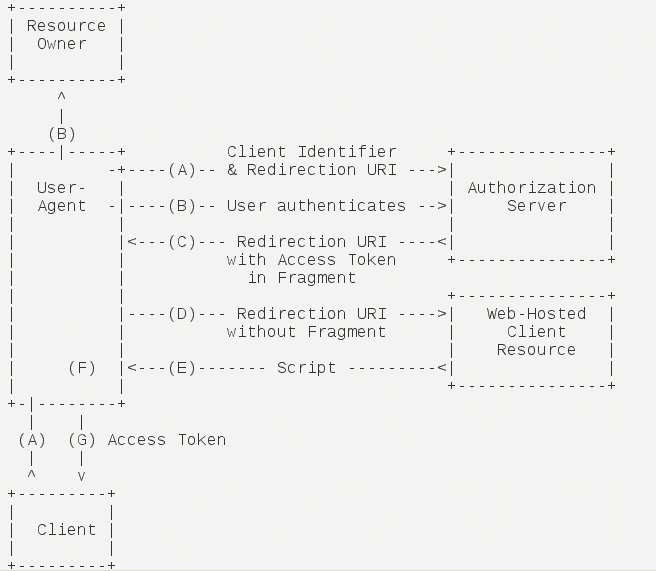 +----------+
| Resource |
|  Owner   |
|          |
+----------+
     ^
     |
    (B)
+----|-----+          Client Identifier     +---------------+
|         -+----(A)-- & Redirection URI --->|               |
|  User-   |                                | Authorization |
|  Agent  -|----(B)-- User authenticates -->|     Server    |
|          |                                |               |
|          |<---(C)--- Redirection URI ----<|               |
|          |          with Access Token     +---------------+
|          |            in Fragment
|          |                                +---------------+
|          |----(D)--- Redirection URI ---->|   Web-Hosted  |
|          |          without Fragment      |     Client    |
|          |                                |    Resource   |
|     (F)  |<---(E)------- Script ---------<|               |
|          |                                +---------------+
+-|--------+
  |    |
 (A)  (G) Access Token
  |    |
  ^    v
+---------+
|         |
|  Client |
|         |
+---------+